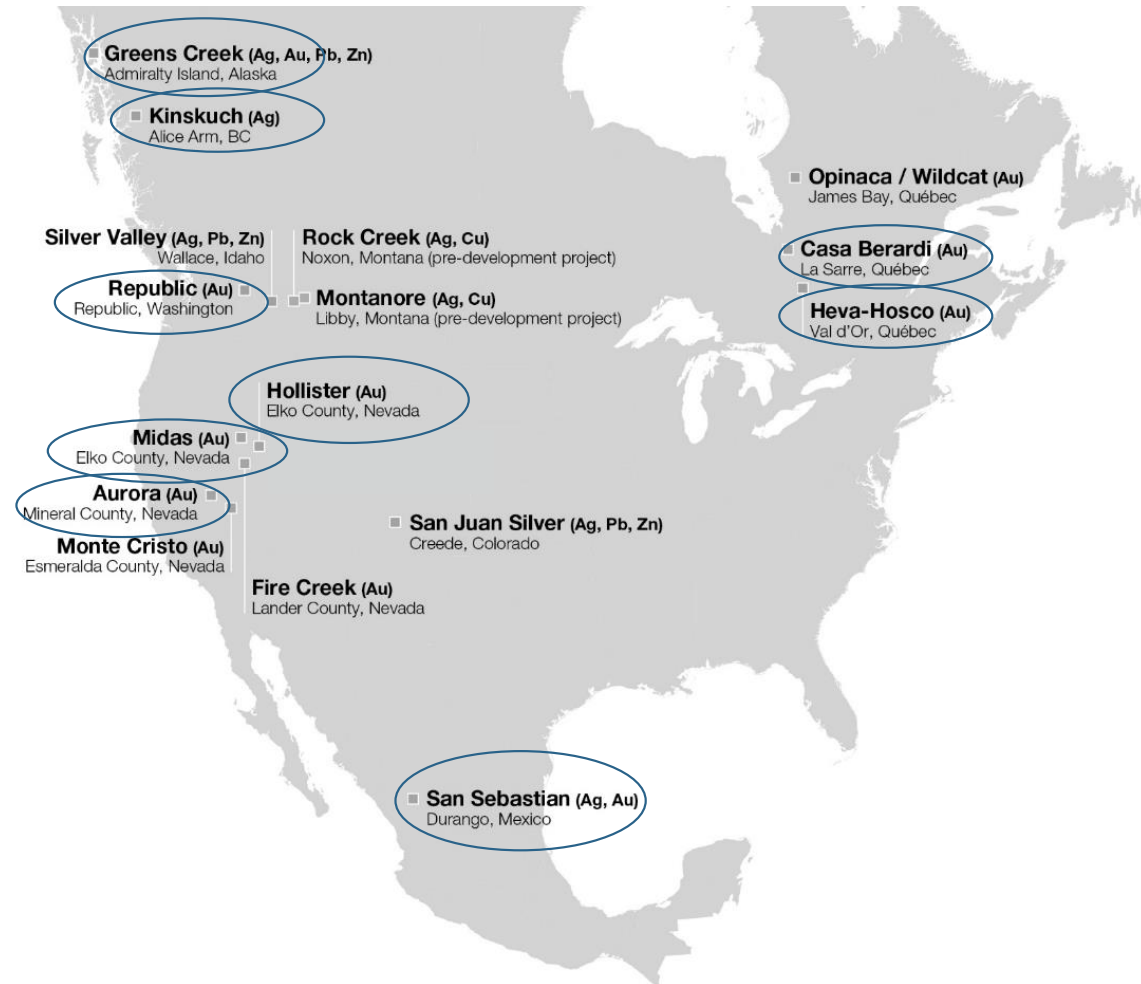 Greens Creek (Ag, Au, Pb, Zn)
Admiralty Island, Alaska
Kinskuch (Ag)
Alice Arm, BC
Opinaca / Wildcat (Au)
James Bay, Québec
Silver Valley (Ag, Pb, Zn)
Wallace, Idaho
Rock Creek (Ag, Cu)
Noxon, Montana (pre-development project)
Casa Berardi (Au)
La Sarre, Québec
Republic (Au)
Republic, Washington
Montanore (Ag, Cu)
Libby, Montana (pre-development project)
Heva-Hosco (Au)
Val d'Or, Québec
Hollister (Au)
Elko County, Nevada
Midas (Au)
Elko County, Nevada
Aurora (Au)
Mineral County, Nevada
San Juan Silver (Ag, Pb, Zn)
Creede, Colorado
Monte Cristo (Au)
Esmeralda County, Nevada
Fire Creek (Au)
Lander County, Nevada
San Sebastian (Ag, Au)
Durango, Mexico